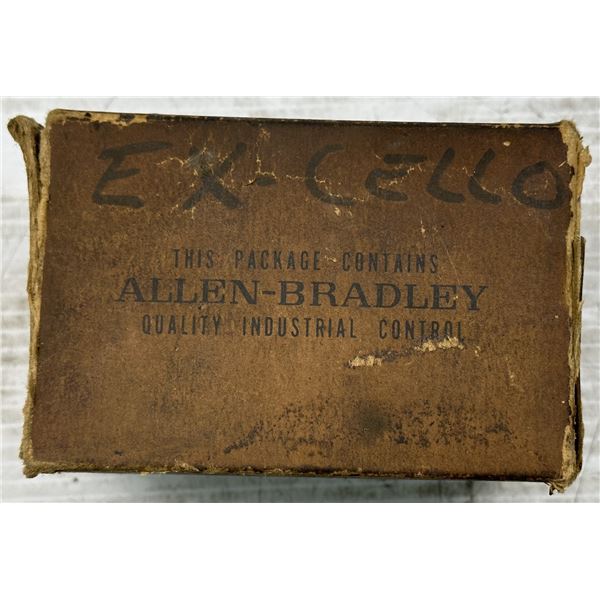 EX-CELLO
THIS PACKAGE CONTAINS
ALLEN-BRADLEY
QUALITY INDUSTRIAL CONTROL